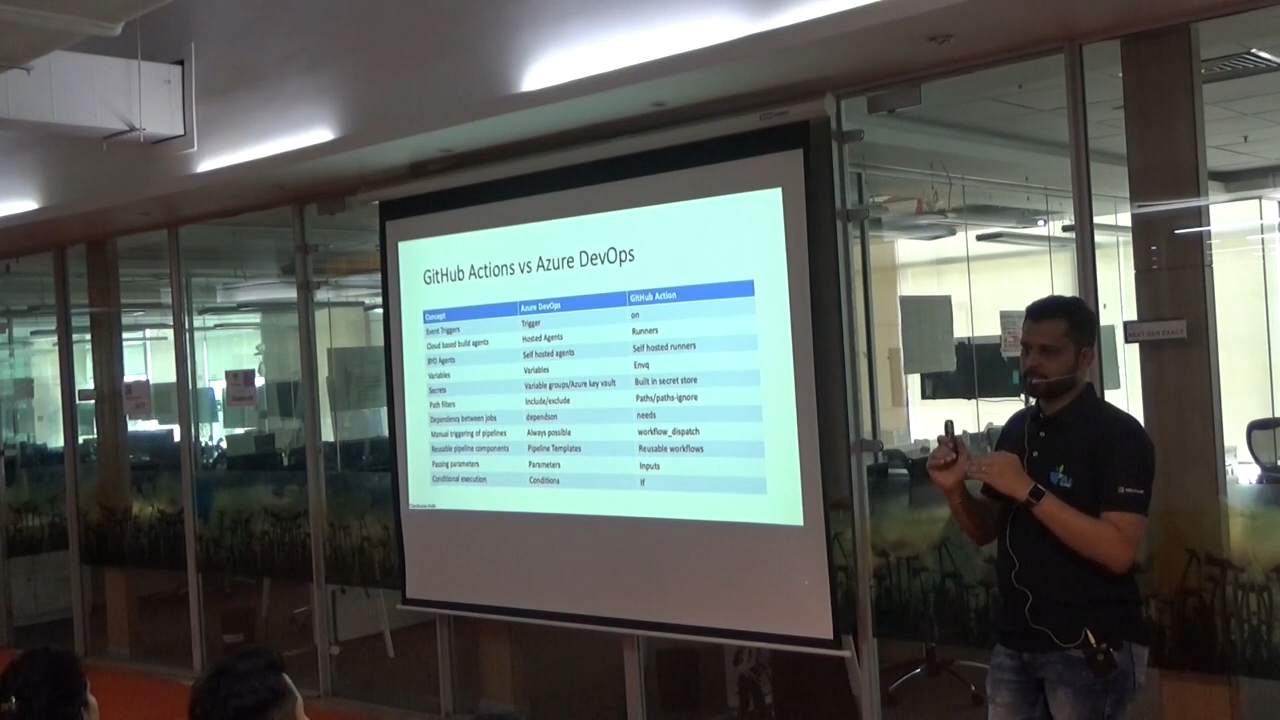 GitHub Actions vs Azure DevOps
Concept Azure DevOps GitHub Action
Event Triggers Trigger on
Cloud based build agents Hosted Agents Runners
BYO Agents Self hosted agents Self hosted runners
Variables Variables Envq
Secrets Variable groups/Azure key vault Built in secret store
Path filters Include/exclude Paths/paths-ignore
Dependency between jobs dependson needs
Manual triggering of pipelines Always possible workflow_dispatch
Reusable pipeline components Pipeline Templates Reusable workflows
Passing parameters Parameters Inputs
Conditional execution Conditions If
NEXT GEN EXACT
Microsoft